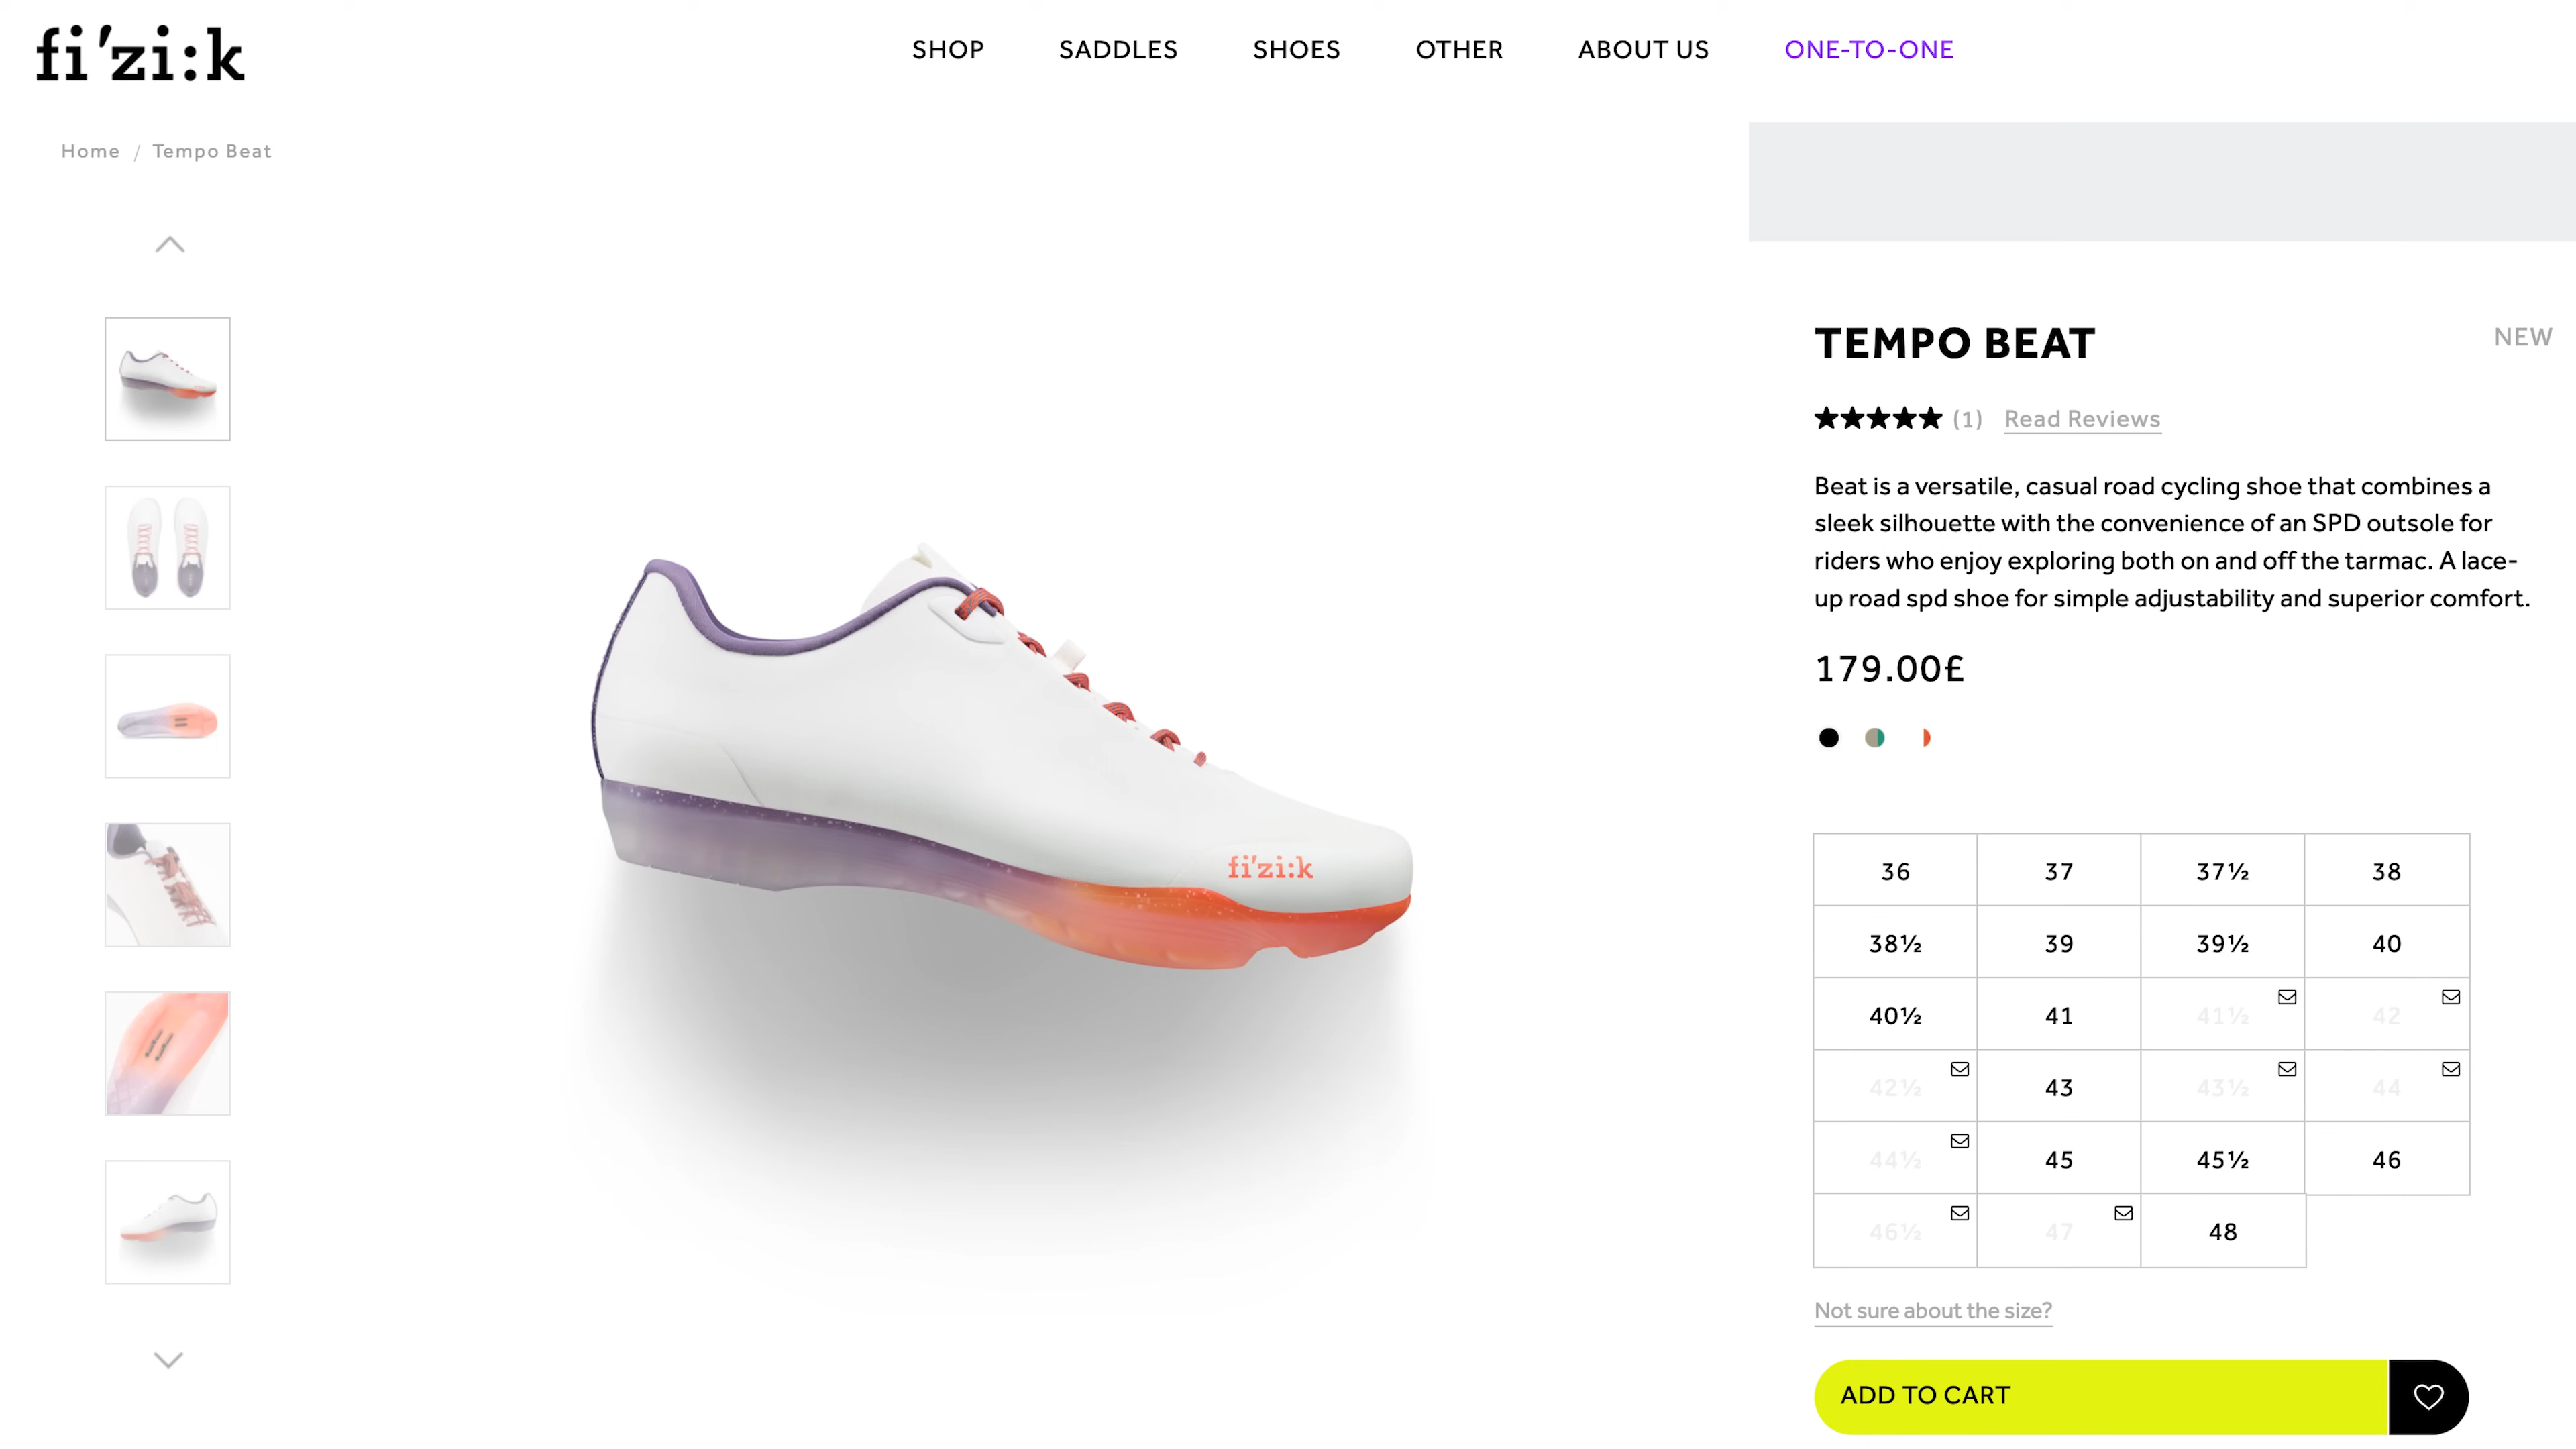 fi'zi:k
SHOP SADDLES SHOES OTHER ABOUT US ONE-TO-ONE
Home / Tempo Beat
TEMPO BEAT
NEW
(1) Read Reviews
Beat is a versatile, casual road cycling shoe that combines a
sleek silhouette with the convenience of an SPD outsole for
riders who enjoy exploring both on and off the tarmac. A lace-
up road spd shoe for simple adjustability and superior comfort.
179.00£
fi'zi:k
36 37 37½ 38
38½ 39 39½ 40
40½ 41 41½ 42
42½ 43 43½ 44
44½ 45 45½ 46
46½ 47 48
Not sure about the size?
ADD TO CART